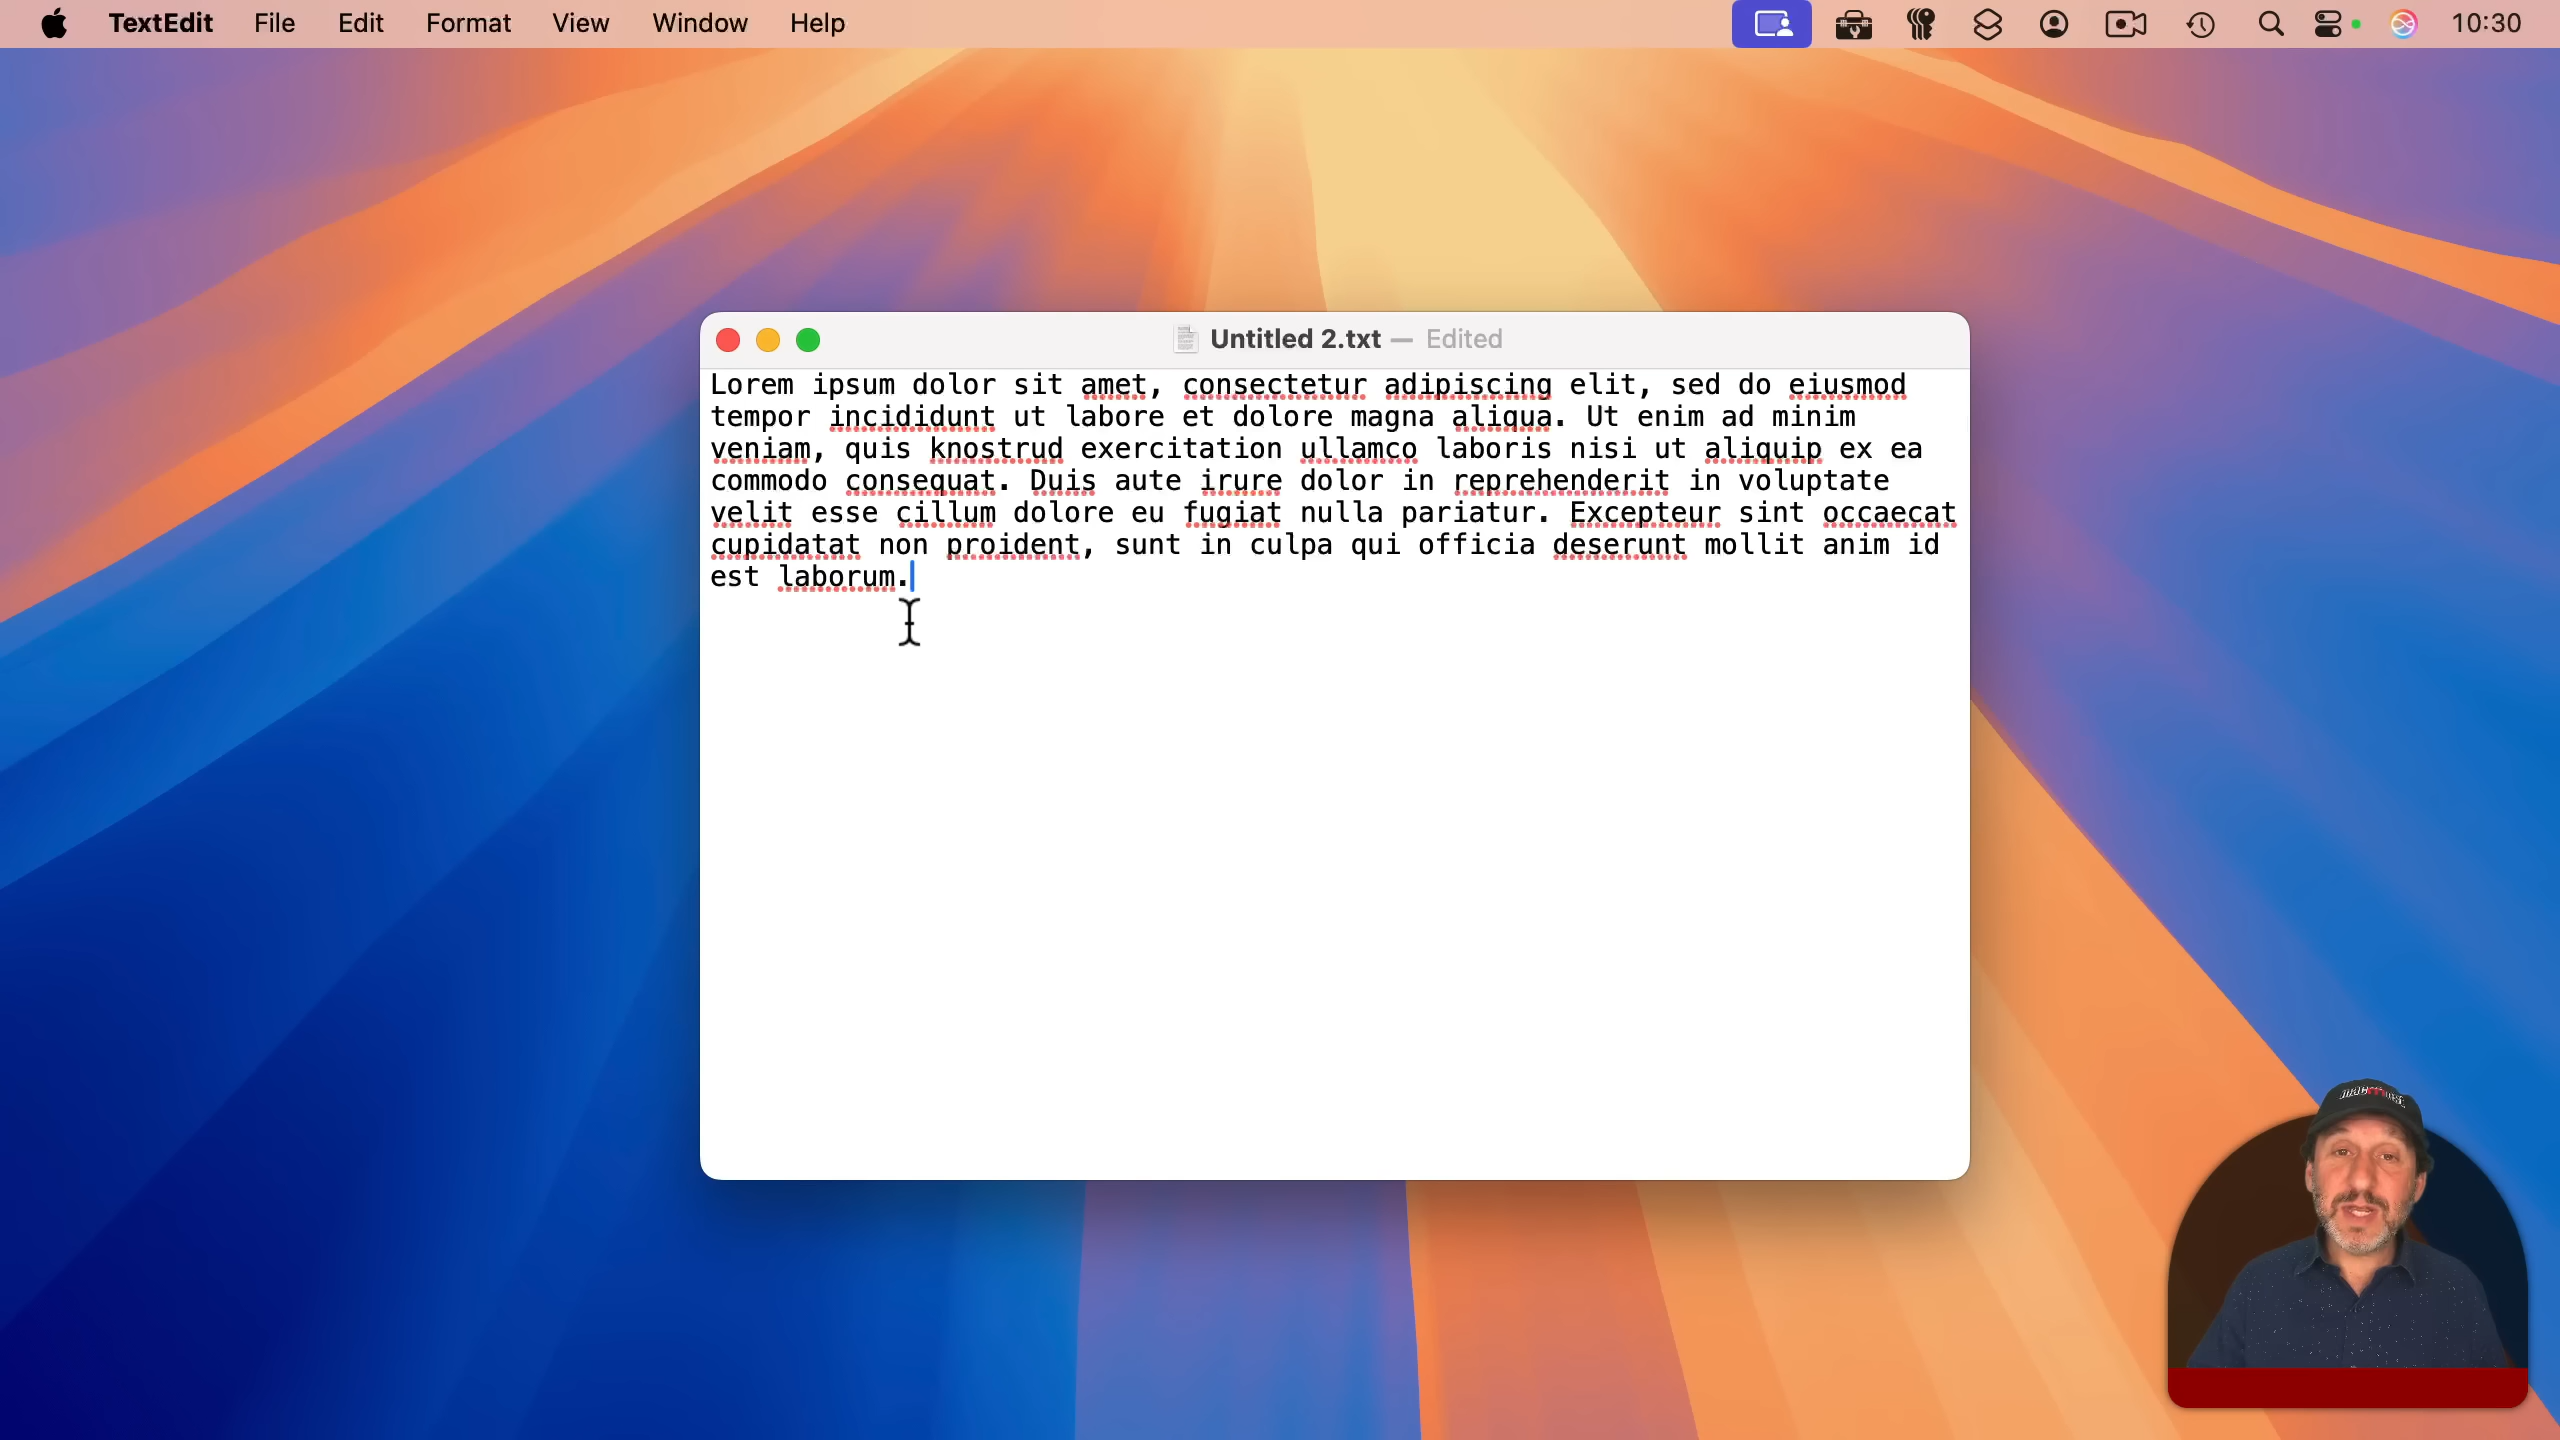 TextEdit File Edit Format View Window Help 10:30
Untitled 2.txt — Edited
Lorem ipsum dolor sit amet, consectetur adipiscing elit, sed do eiusmod
tempor incididunt ut labore et dolore magna aliqua. Ut enim ad minim
veniam, quis knostrud exercitation ullamco laboris nisi ut aliquip ex ea
commodo consequat. Duis aute irure dolor in reprehenderit in voluptate
velit esse cillum dolore eu fugiat nulla pariatur. Excepteur sint occaecat
cupidatat non proident, sunt in culpa qui officia deserunt mollit anim id
est laborum.